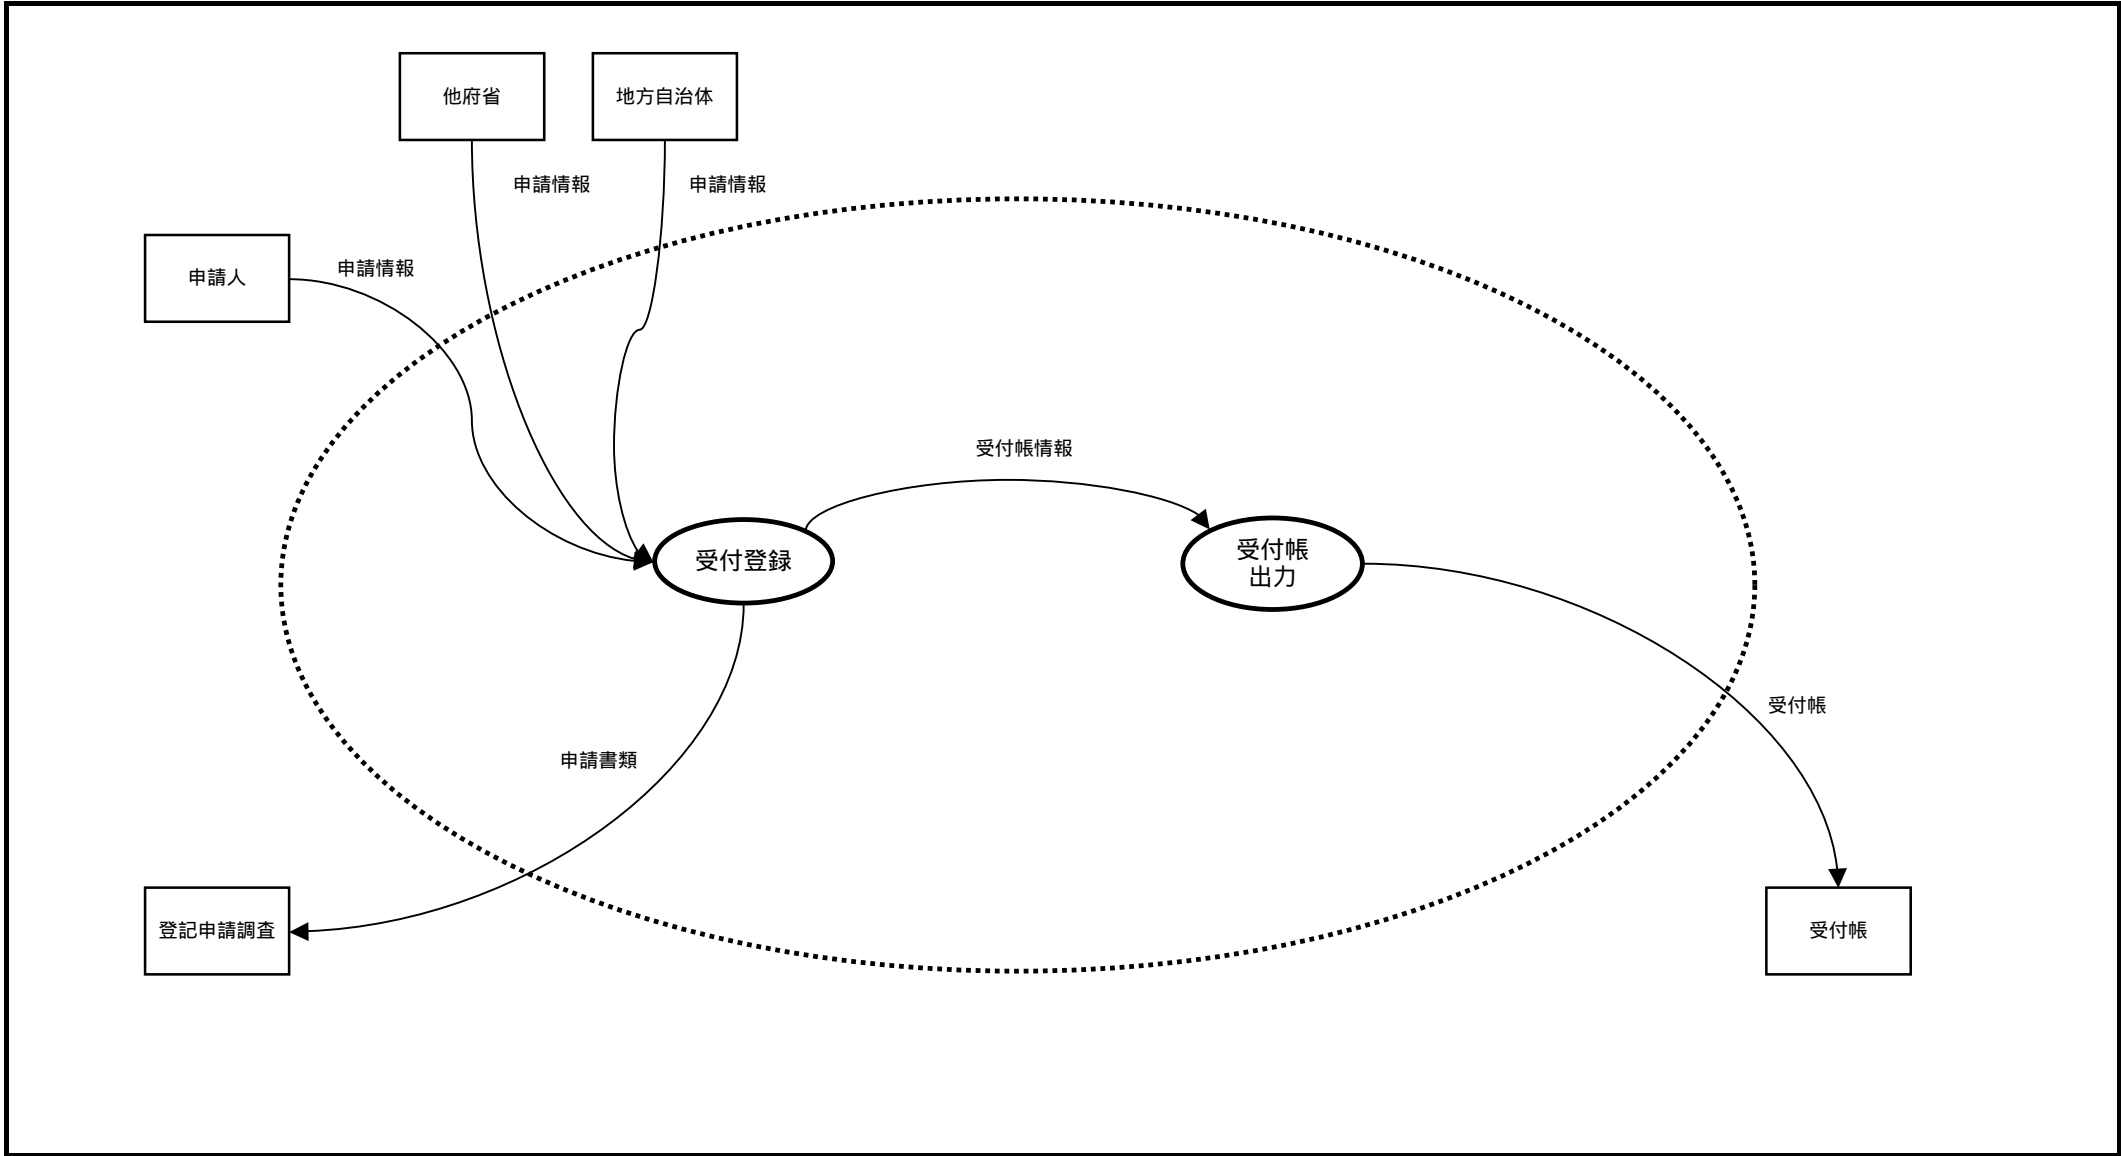 他府省
地方自治体
申請情報
申請情報
申請人
申請情報
受付帳情報
受付登録
受付帳
出力
受付帳
申請書類
登記申請調査
受付帳